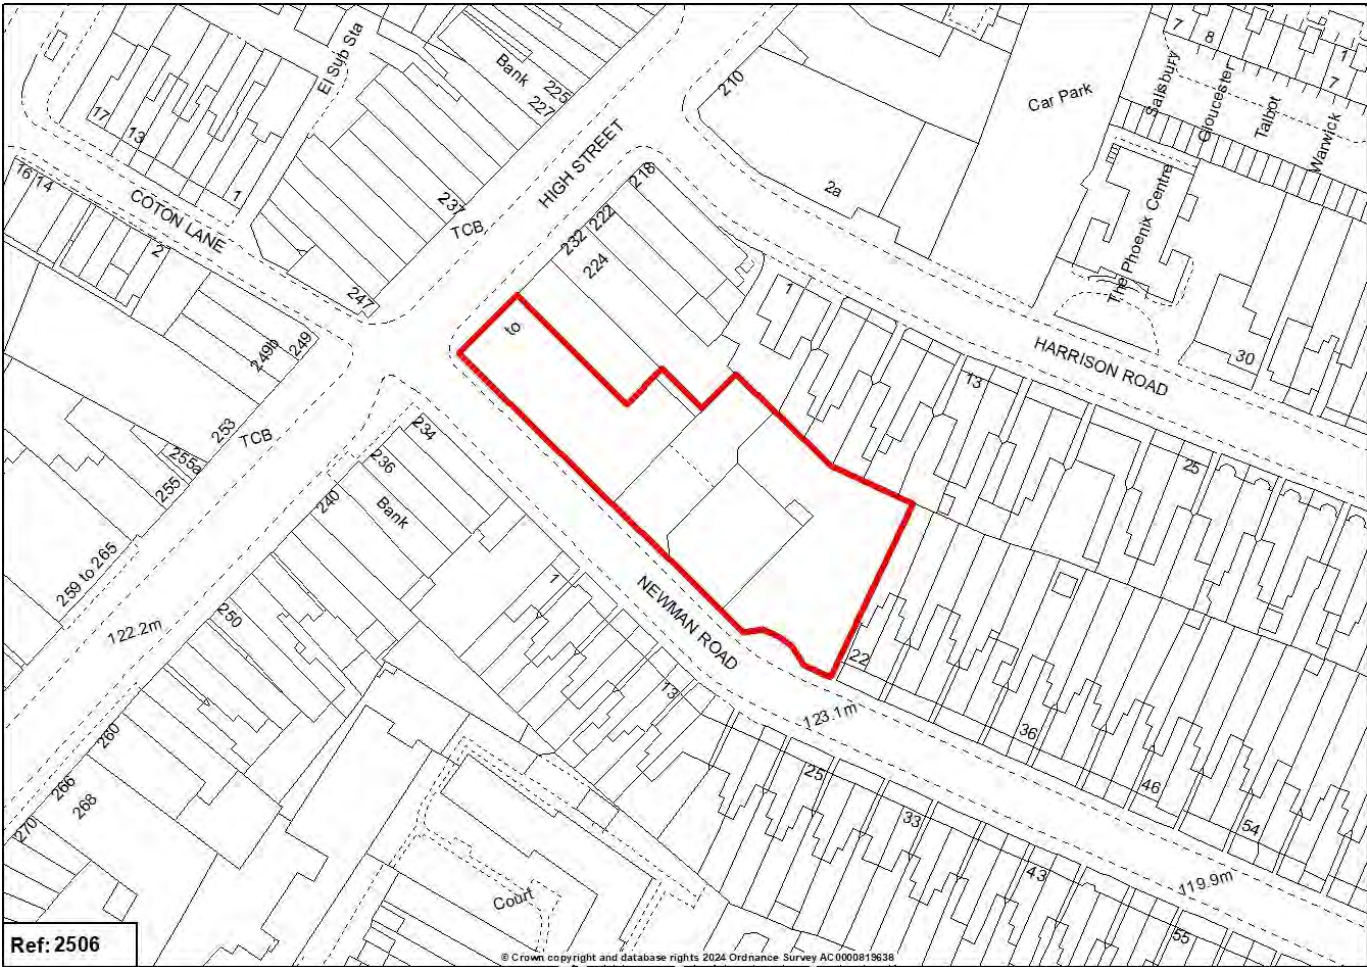 El Sub Sta
Bank
225
227
210
Car Park
7
8
1
7
Salisbury
Gloucester
Talbot
Warwick
17
13
1
16
14
COTON LANE
2
HIGH STREET
237
TCB
218
222
232
224
2a
The Phoenix Centre
247
to
1
249
249b
HARRISON ROAD
30
13
253
TCB
255a
255
234
236
240
Bank
25
259 to 265
122.2m
250
1
NEWMAN ROAD
13
22
123.1m
36
46
54
260
266
268
270
25
33
43
55
119.9m
Court
Ref: 2506
© Crown copyright and database rights 2024 Ordnance Survey AC0000819638